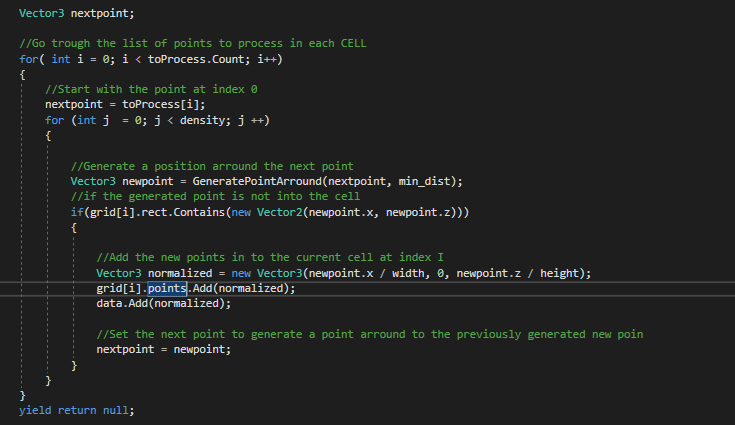 Vector3 nextpoint;
//Go trough the list of points to process in each CELL
for( int i = 0; i < toProcess.Count; i++)
{
//Start with the point at index 0
nextpoint = toProcess[i];
for (int j  = 0; j < density; j ++)
{
//Generate a position arround the next point
Vector3 newpoint = GeneratePointArround(nextpoint, min_dist);
//if the generated point is not into the cell
if(grid[i].rect.Contains(new Vector2(newpoint.x, newpoint.z)))
{
//Add the new points in to the current cell at index I
Vector3 normalized = new Vector3(newpoint.x / width, 0, newpoint.z / height);
grid[i].points.Add(normalized);
data.Add(normalized);
//Set the next point to generate a point arround to the previously generated new poin
nextpoint = newpoint;
}
}
}
yield return null;